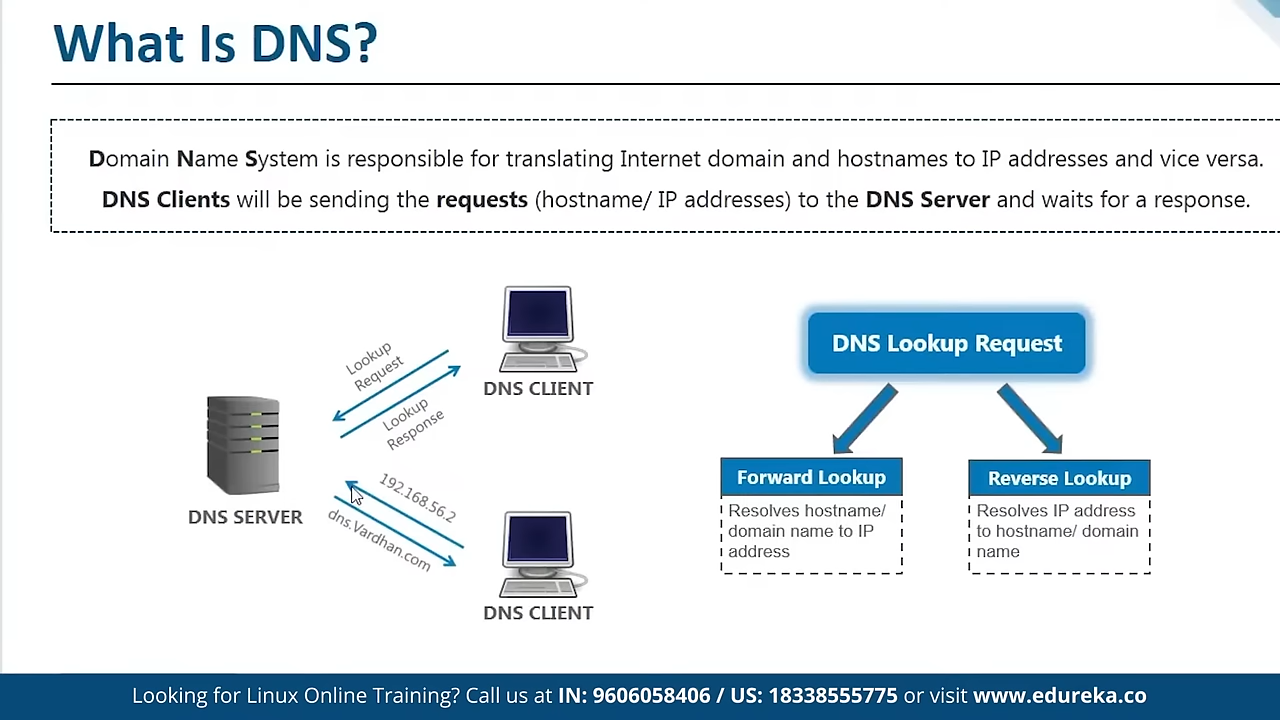 What Is DNS?
Domain Name System is responsible for translating Internet domain and hostnames to IP addresses and vice versa.
DNS Clients will be sending the requests (hostname/ IP addresses) to the DNS Server and waits for a response.
Lookup
Request
Lookup
Response
DNS CLIENT
DNS SERVER
192.168.56.2
dns.Vardhan.com
DNS CLIENT
DNS Lookup Request
Forward Lookup
Resolves hostname/
domain name to IP
address
Reverse Lookup
Resolves IP address
to hostname/ domain
name
Looking for Linux Online Training? Call us at IN: 9606058406 / US: 18338555775 or visit www.edureka.co